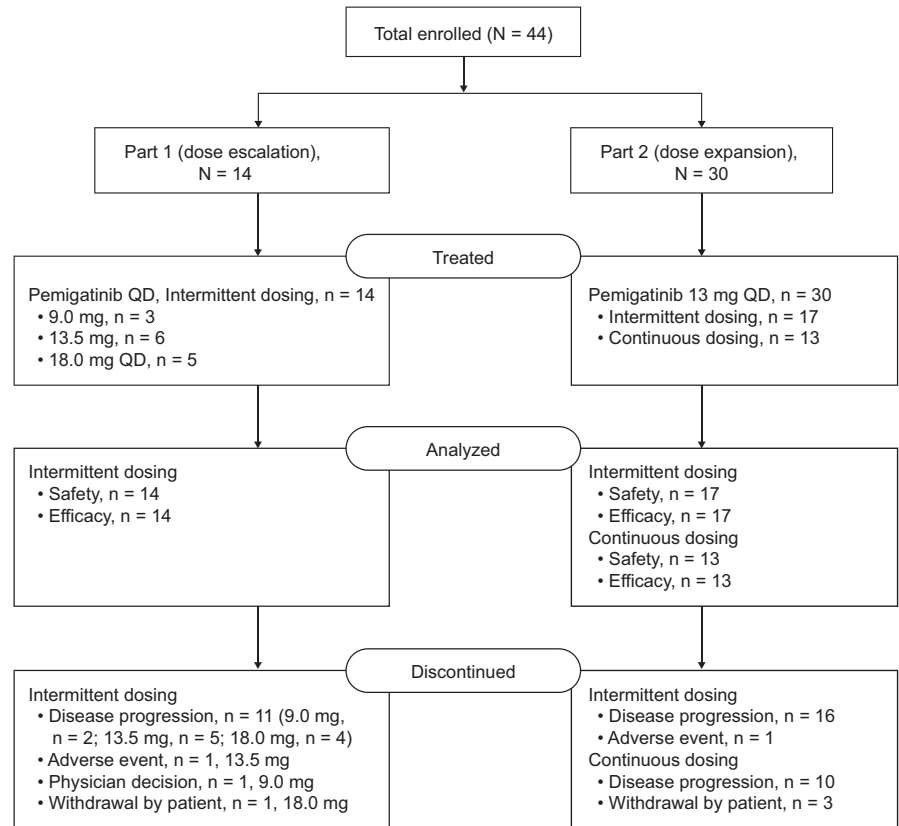 Total enrolled (N = 44)
Part 1 (dose escalation),
N = 14
Part 2 (dose expansion),
N = 30
Treated
Pemigatinib QD, Intermittent dosing, n = 14
• 9.0 mg, n = 3
• 13.5 mg, n = 6
• 18.0 mg QD, n = 5
Pemigatinib 13 mg QD, n = 30
• Intermittent dosing, n = 17
• Continuous dosing, n = 13
Analyzed
Intermittent dosing
• Safety, n = 14
• Efficacy, n = 14
Intermittent dosing
• Safety, n = 17
• Efficacy, n = 17
Continuous dosing
• Safety, n = 13
• Efficacy, n = 13
Discontinued
Intermittent dosing
• Disease progression, n = 11 (9.0 mg,
n = 2; 13.5 mg, n = 5; 18.0 mg, n = 4)
• Adverse event, n = 1, 13.5 mg
• Physician decision, n = 1, 9.0 mg
• Withdrawal by patient, n = 1, 18.0 mg
Intermittent dosing
• Disease progression, n = 16
• Adverse event, n = 1
Continuous dosing
• Disease progression, n = 10
• Withdrawal by patient, n = 3